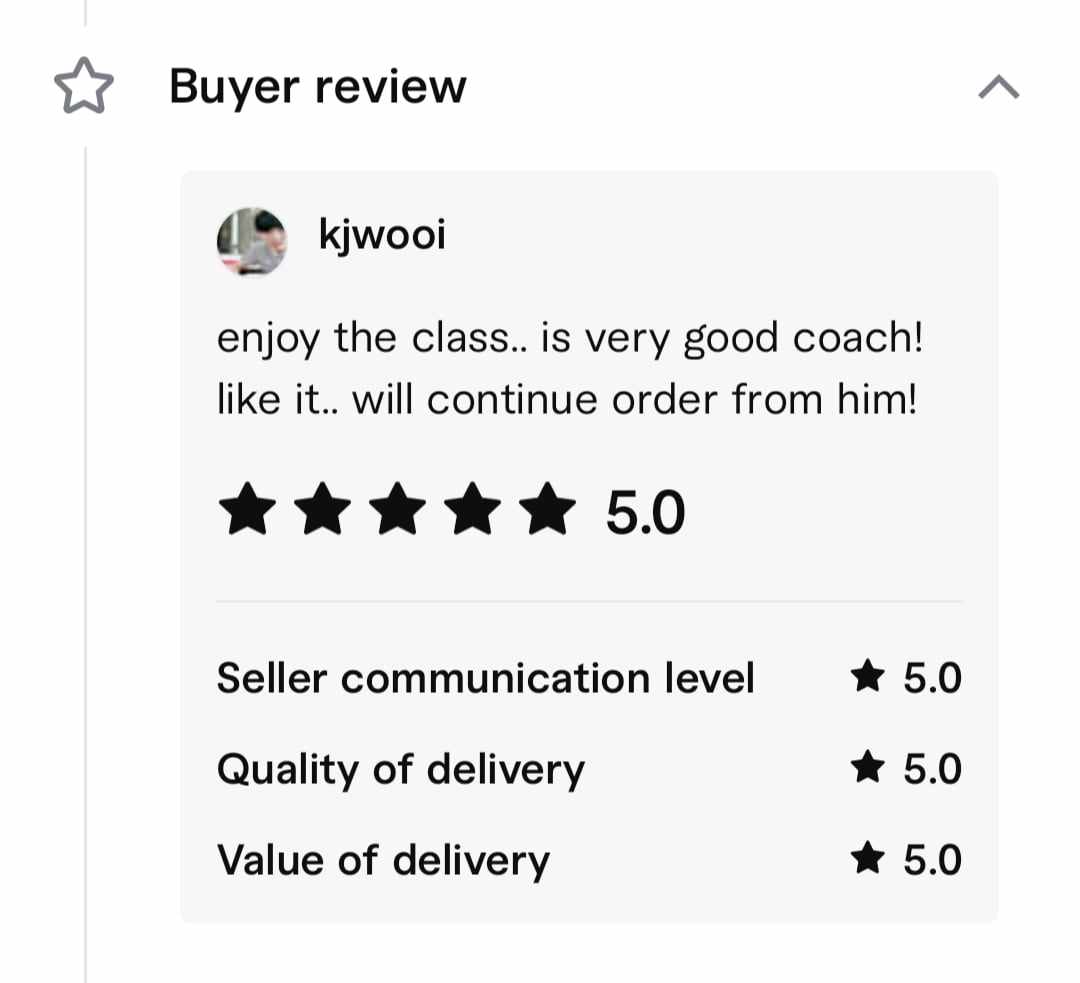 Buyer review
kjwooi
enjoy the class.. is very good coach!
like it.. will continue order from him!
5.0
Seller communication level 5.0
Quality of delivery 5.0
Value of delivery 5.0